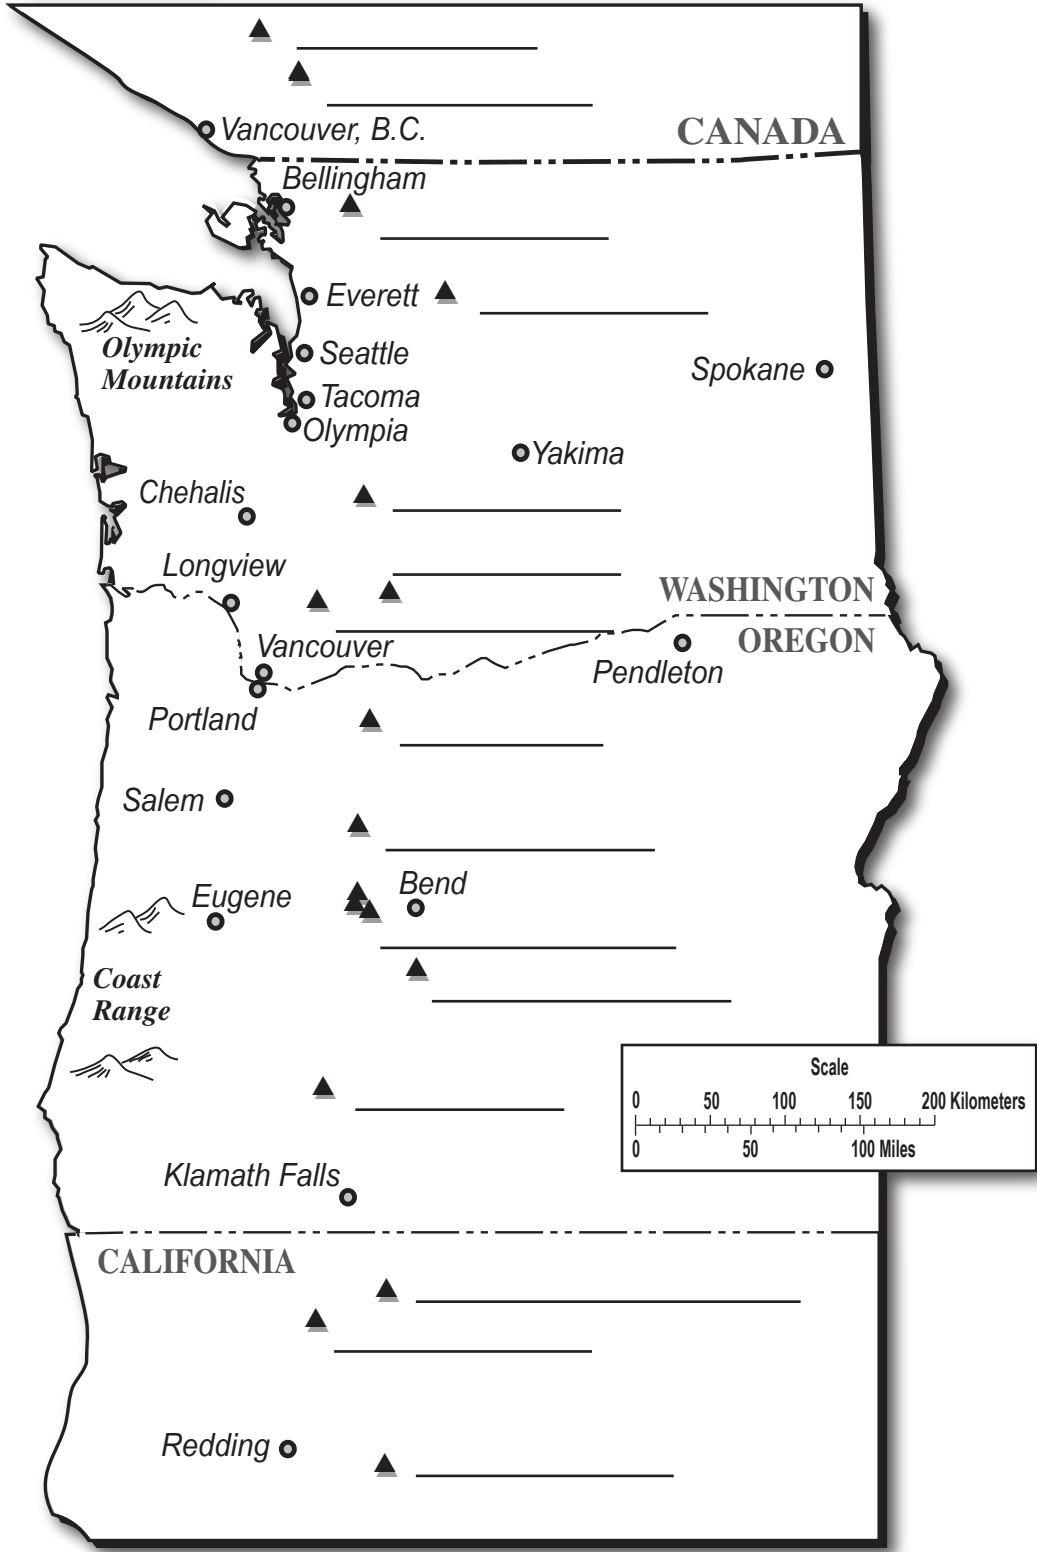 Vancouver, B.C.
CANADA
Bellingham
Everett
Olympic
Mountains
Seattle
Spokane
Tacoma
Olympia
Yakima
Chehalis
Longview
WASHINGTON
OREGON
Vancouver
Pendleton
Portland
Salem
Bend
Eugene
Coast
Range
Scale
0 50 100 150 200 Kilometers
0 50 100 Miles
Klamath Falls
CALIFORNIA
Redding